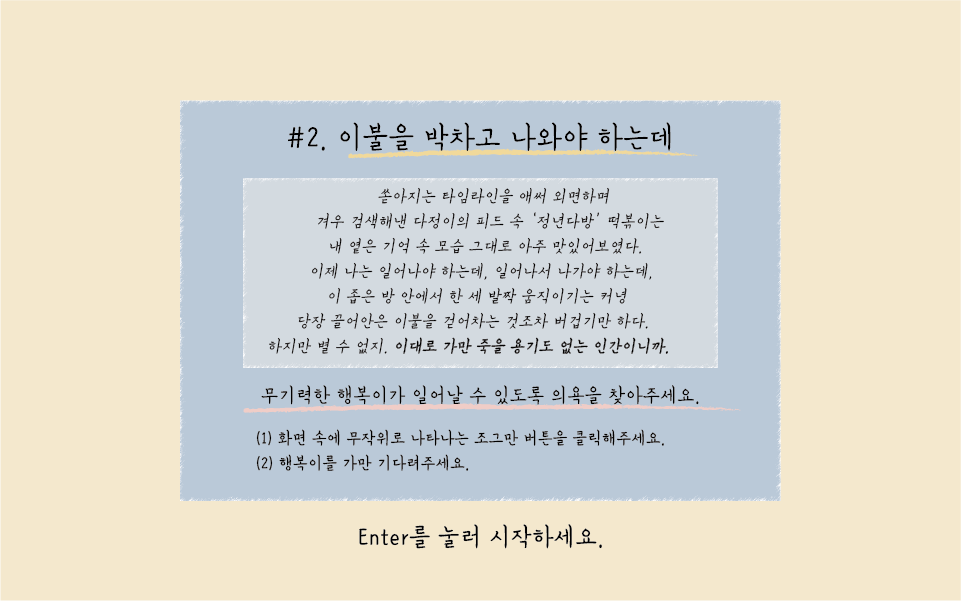 #2. 이불을 박차고 나와야 하는데
쏟아지는 타임라인을 애써 외면하며
겨우 검색해낸 다정이의 피드 속 '정년다방' 떡볶이는
내 옅은 기억 속 모습 그대로 아주 맛있어보였다.
이제 나는 일어나야 하는데, 일어나서 나가야 하는데,
이 좁은 방 안에서 한 세 발짝 움직이기는 커녕
당장 끌어안은 이불을 걷어차는 것조차 버겁기만 하다.
하지만 별 수 없지. 이대로 가만 죽을 용기도 없는 인간이니까.
무기력한 행복이가 일어날 수 있도록 의욕을 찾아주세요.
(1) 화면 속에 무작위로 나타나는 조그만 버튼을 클릭해주세요.
(2) 행복이를 가만 기다려주세요.
Enter를 눌러 시작하세요.